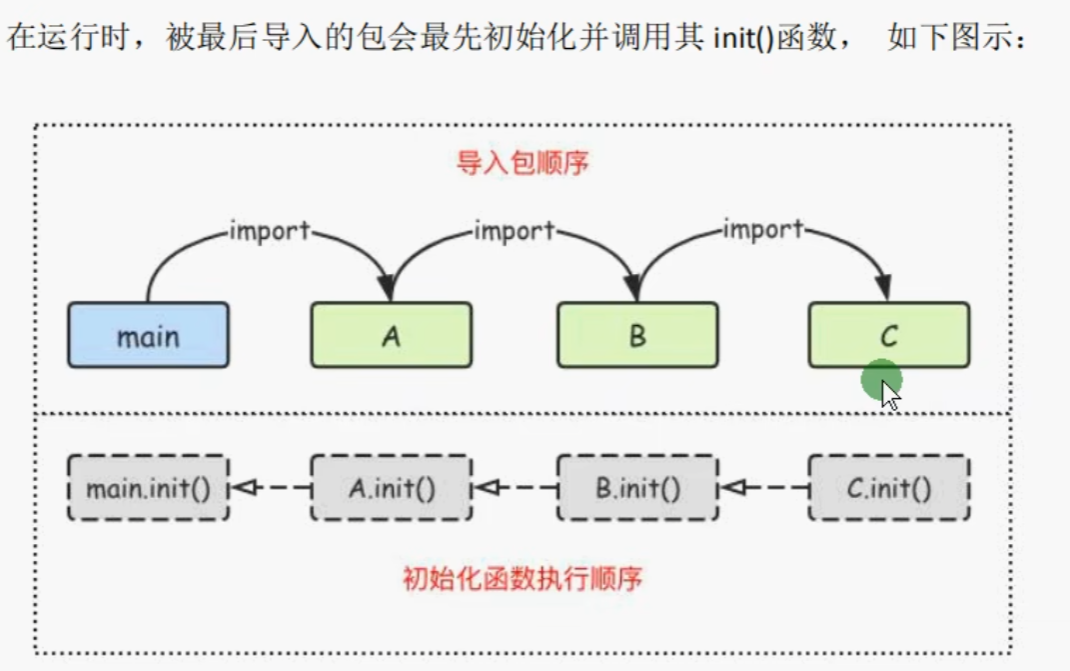 在运行时，被最后导入的包会最先初始化并调用其 init()函数， 如下图示：
导入包顺序
import import import
main A B C
main.init() A.init() B.init() C.init()
初始化函数执行顺序